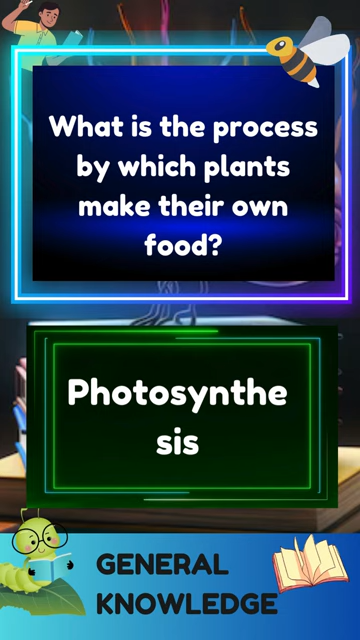 What is the process
by which plants
make their own
food?
Photosynthe
sis
GENERAL
KNOWLEDGE